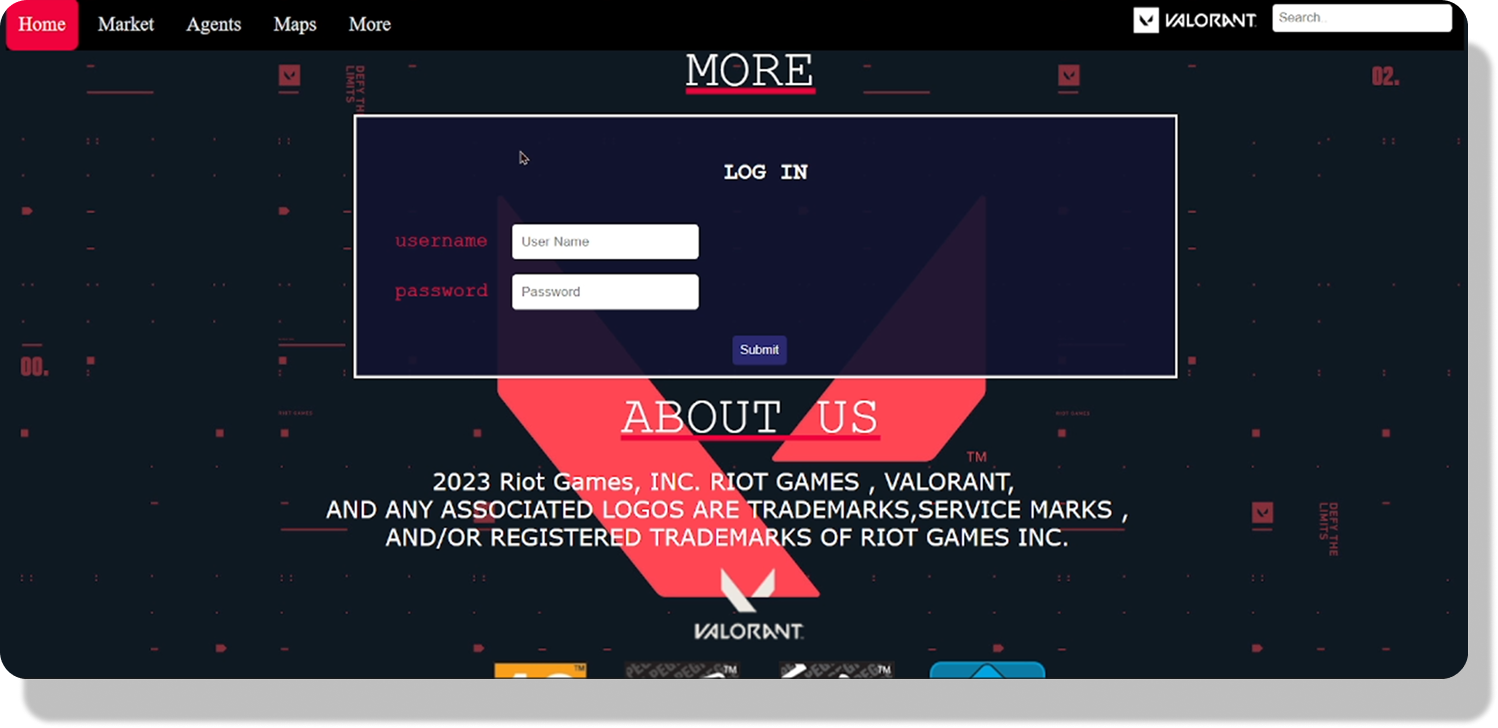 Home Market Agents Maps More VALORANT Search..
MORE
DEFY THE
LIMITS
02.
LOG IN
username User Name
password Password
Submit
00.
RIOT GAMES
RIOT GAMES
ABOUT US
TM
2023 Riot Games, INC. RIOT GAMES , VALORANT,
AND ANY ASSOCIATED LOGOS ARE TRADEMARKS,SERVICE MARKS ,
AND/OR REGISTERED TRADEMARKS OF RIOT GAMES INC.
DEFY THE
LIMITS
VALORANT
TM
TM
TM